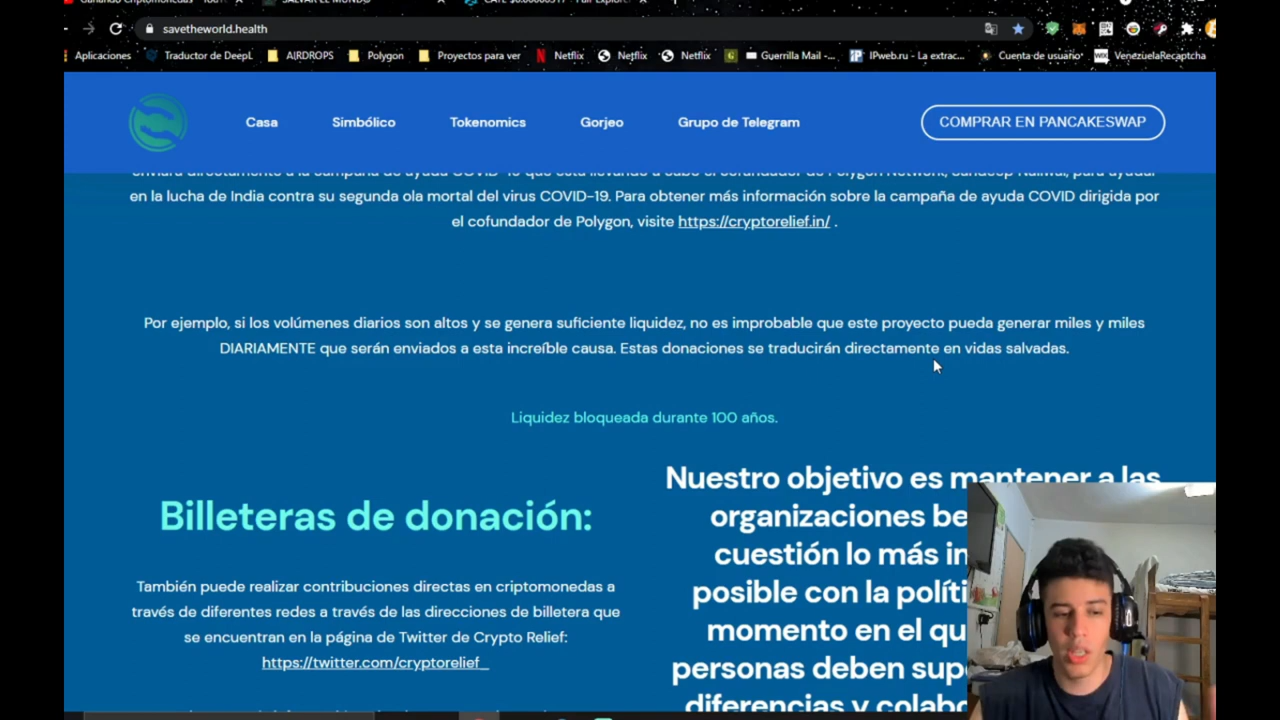 savetheworld.health
Aplicaciones Traductor de DeepL AIRDROPS Polygon Proyectos para ver Netflix Netflix Netflix Guerrilla Mail -... IPweb.ru - La extrac... Cuenta de usuario VenezuelaRecaptcha
Casa Simbólico Tokenomics Gorjeo Grupo de Telegram COMPRAR EN PANCAKESWAP
en la lucha de India contra su segunda ola mortal del virus COVID-19. Para obtener más información sobre la campaña de ayuda COVID dirigida por
el cofundador de Polygon, visite https://cryptorelief.in/ .
Por ejemplo, si los volúmenes diarios son altos y se genera suficiente liquidez, no es improbable que este proyecto pueda generar miles y miles
DIARIAMENTE que serán enviados a esta increíble causa. Estas donaciones se traducirán directamente en vidas salvadas.
Liquidez bloqueada durante 100 años.
Billeteras de donación:
También puede realizar contribuciones directas en criptomonedas a
través de diferentes redes a través de las direcciones de billetera que
se encuentran en la página de Twitter de Crypto Relief:
https://twitter.com/cryptorelief_
Nuestro objetivo es mantener a las
organizaciones be
cuestión lo más in
posible con la políti
momento en el qu
personas deben sup
diferencias y colabo